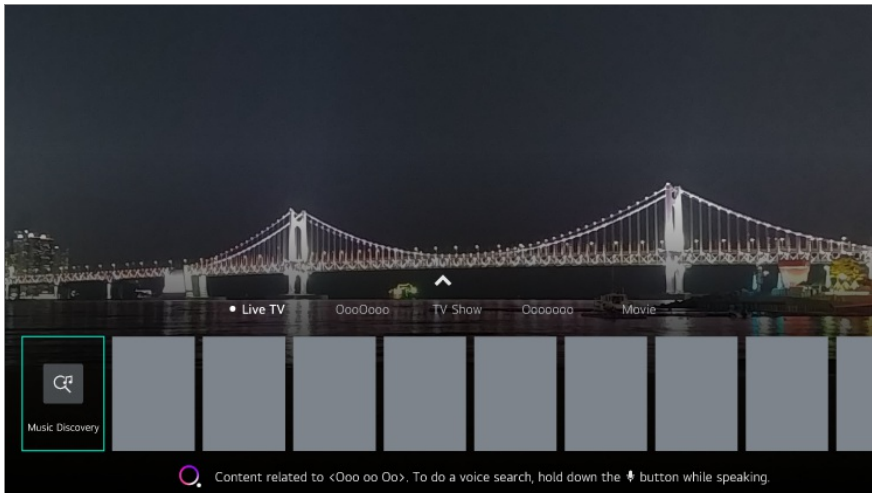 Live TV
OooOooo
TV Show
Ooooooo
Movie
Music Discovery
Content related to <Ooo oo Oo>. To do a voice search, hold down the button while speaking.